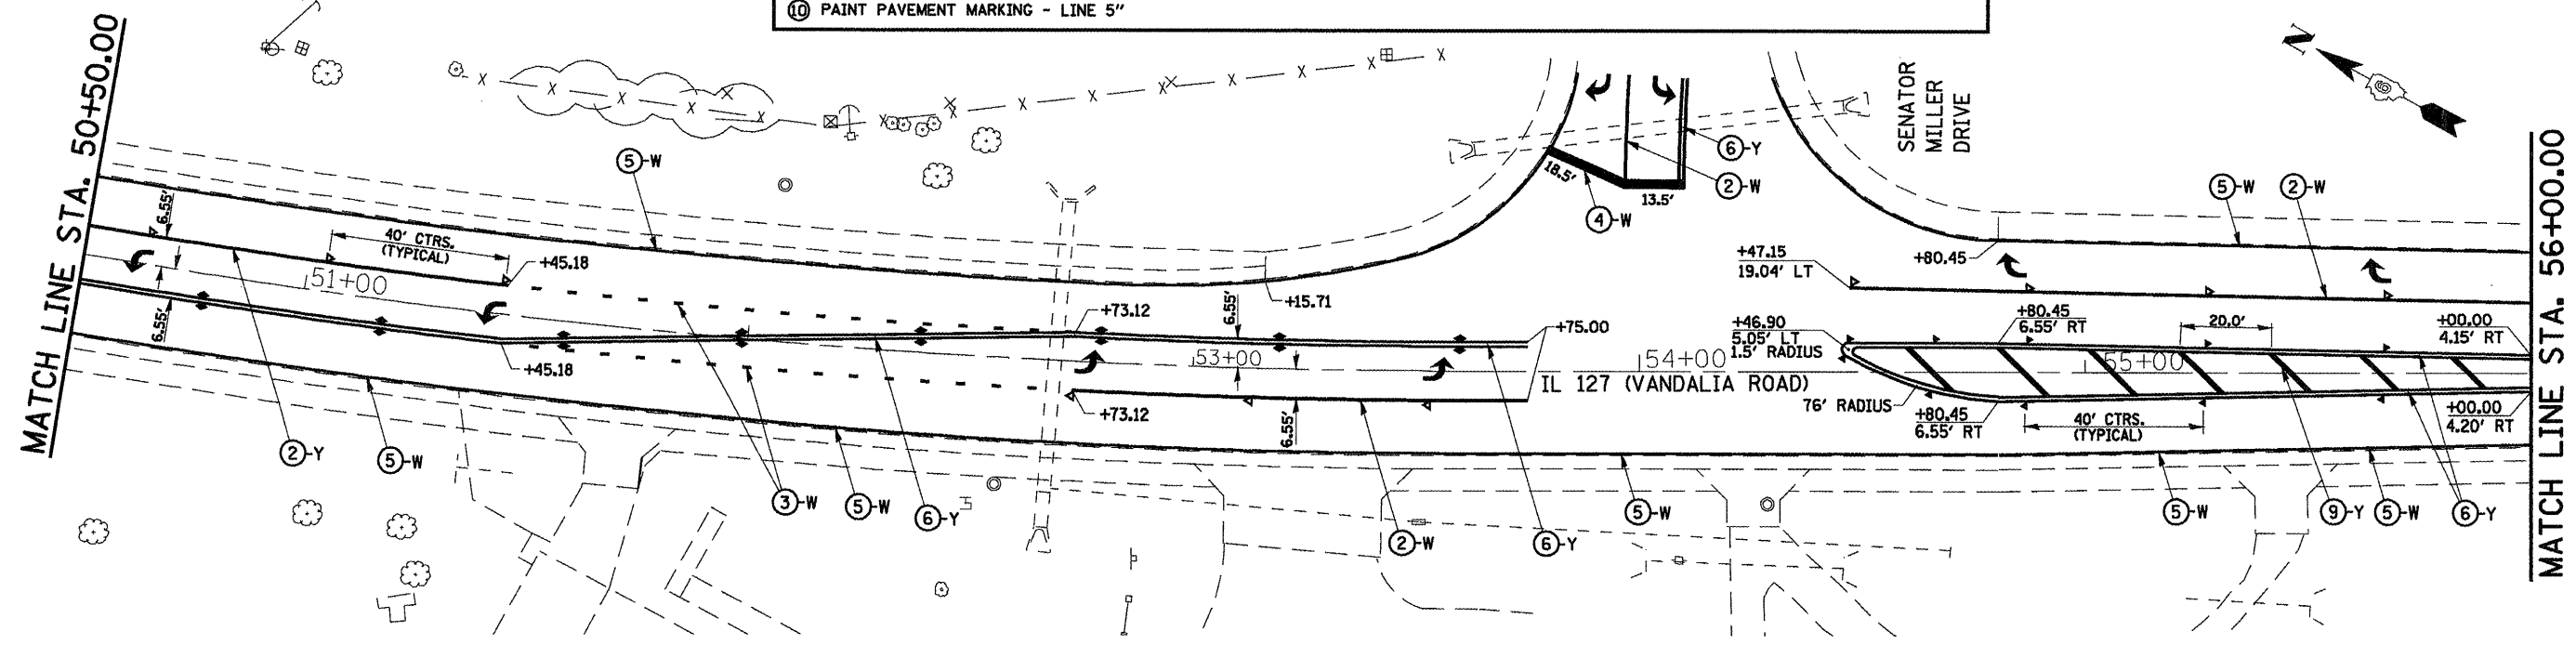 ⑩ PAINT PAVEMENT MARKING - LINE 5"
MATCH LINE STA. 50+50.00
N
SENATOR
MILLER
DRIVE
MATCH LINE STA. 56+00.00
⑤-W
⑥-Y
②-W
④-W
18.5'
13.5'
⑤-W
②-W
6.55'
40' CTRS.
(TYPICAL)
+45.18
51+00
+47.15
19.04' LT
+80.45
+15.71
6.55'
+73.12
+75.00
+46.90
5.05' LT
1.5' RADIUS
+80.45
6.55' RT
20.0'
+00.00
4.15' RT
6.55'
+45.18
53+00
54+00
55+00
IL 127 (VANDALIA ROAD)
+73.12
6.55'
76' RADIUS
+80.45
6.55' RT
40' CTRS.
(TYPICAL)
+00.00
4.20' RT
②-Y
⑤-W
③-W
⑤-W
⑥-Y
②-W
⑥-Y
⑤-W
⑤-W
⑨-Y
⑤-W
⑥-Y